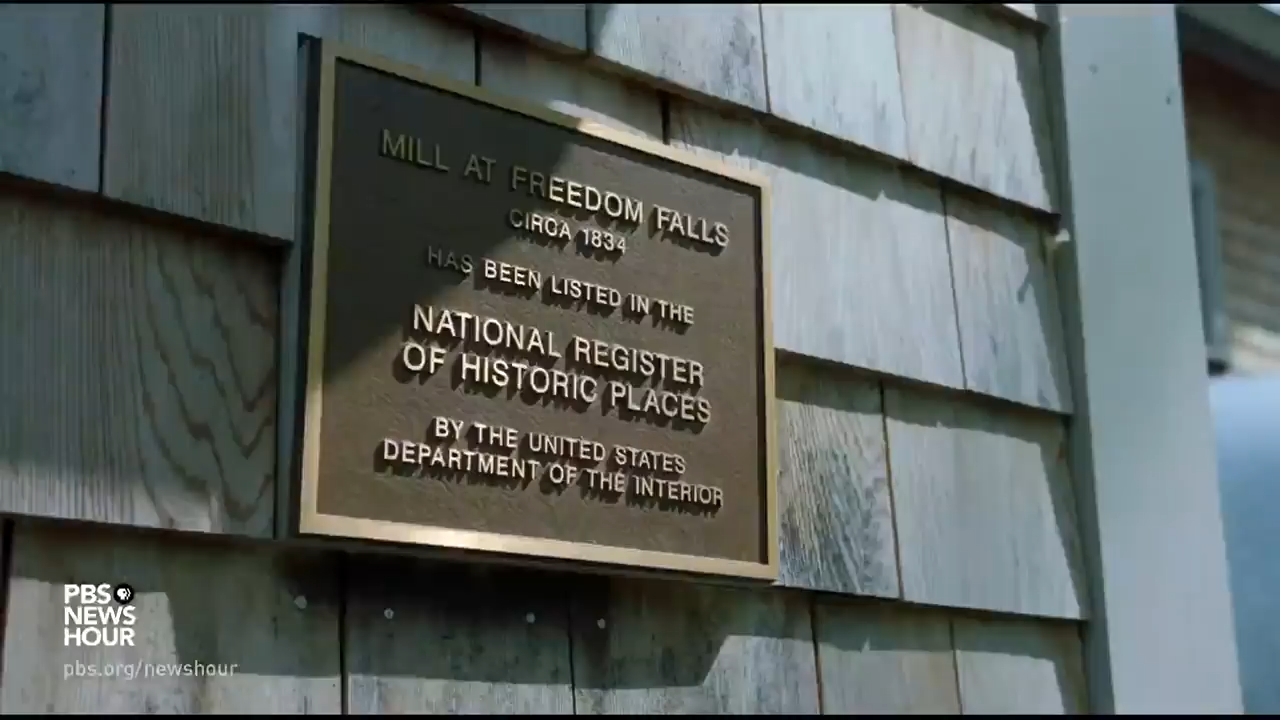 MILL AT FREEDOM FALLS
CIRCA 1834
HAS BEEN LISTED IN THE
NATIONAL REGISTER
OF HISTORIC PLACES
BY THE UNITED STATES
DEPARTMENT OF THE INTERIOR
PBS
NEWS
HOUR
pbs.org/newshour